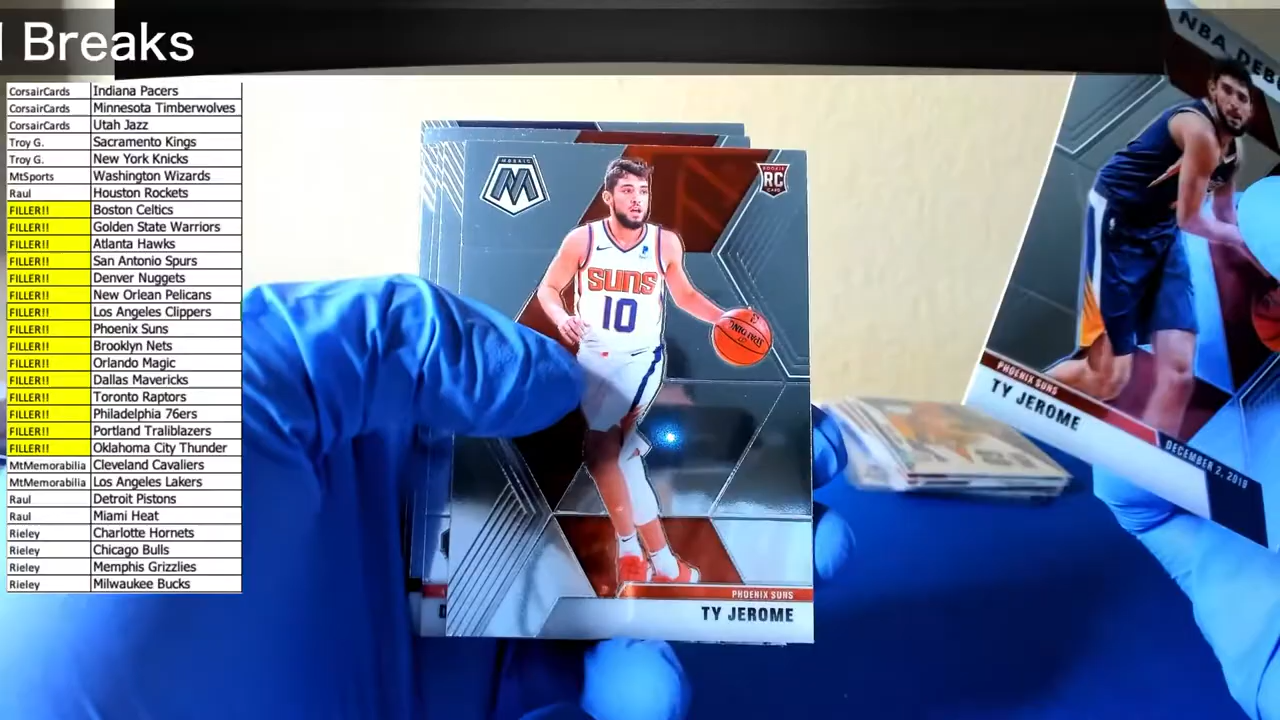 Breaks
CorsairCards Indiana Pacers
CorsairCards Minnesota Timberwolves
CorsairCards Utah Jazz
Troy G. Sacramento Kings
Troy G. New York Knicks
MtSports Washington Wizards
Raul Houston Rockets
FILLER!! Boston Celtics
FILLER!! Golden State Warriors
FILLER!! Atlanta Hawks
FILLER!! San Antonio Spurs
FILLER!! Denver Nuggets
FILLER!! New Orlean Pelicans
FILLER!! Los Angeles Clippers
FILLER!! Phoenix Suns
FILLER!! Brooklyn Nets
FILLER!! Orlando Magic
FILLER!! Dallas Mavericks
FILLER!! Toronto Raptors
FILLER!! Philadelphia 76ers
FILLER!! Portland Traliblazers
FILLER!! Oklahoma City Thunder
MtMemorabilia Cleveland Cavaliers
MtMemorabilia Los Angeles Lakers
Raul Detroit Pistons
Raul Miami Heat
Rieley Charlotte Hornets
Rieley Chicago Bulls
Rieley Memphis Grizzlies
Rieley Milwaukee Bucks
MOSAIC
M
ROOKIE
RC
CARD
SUNS
10
SPALDING
PHOENIX SUNS
TY JEROME
NBA DEBU
PHOENIX SUNS
TY JEROME
DECEMBER 2, 2019